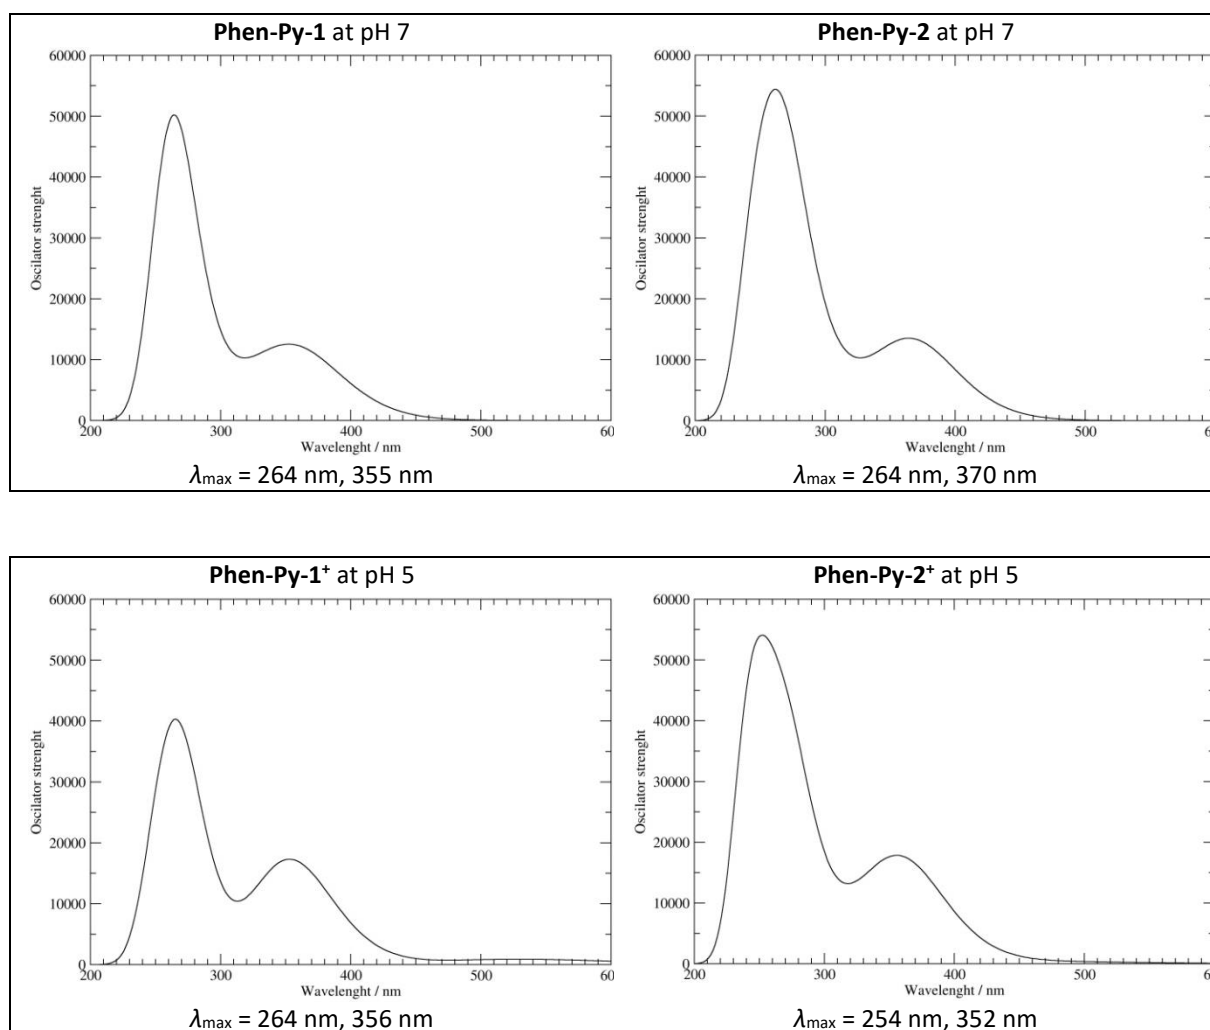 Phen-Py-1 at pH 7
60000
50000
40000
30000
20000
10000
0
Oscilator strenght
200 300 400 500 60
Wavelenght / nm
λmax = 264 nm, 355 nm
Phen-Py-2 at pH 7
60000
50000
40000
30000
20000
10000
0
Oscilator strenght
200 300 400 500 6
Wavelenght / nm
λmax = 264 nm, 370 nm
Phen-Py-1⁺ at pH 5
60000
50000
40000
30000
20000
10000
0
Oscilator strenght
200 300 400 500 60
Wavelenght / nm
λmax = 264 nm, 356 nm
Phen-Py-2⁺ at pH 5
60000
50000
40000
30000
20000
10000
0
Oscilator strenght
200 300 400 500 6
Wavelenght / nm
λmax = 254 nm, 352 nm